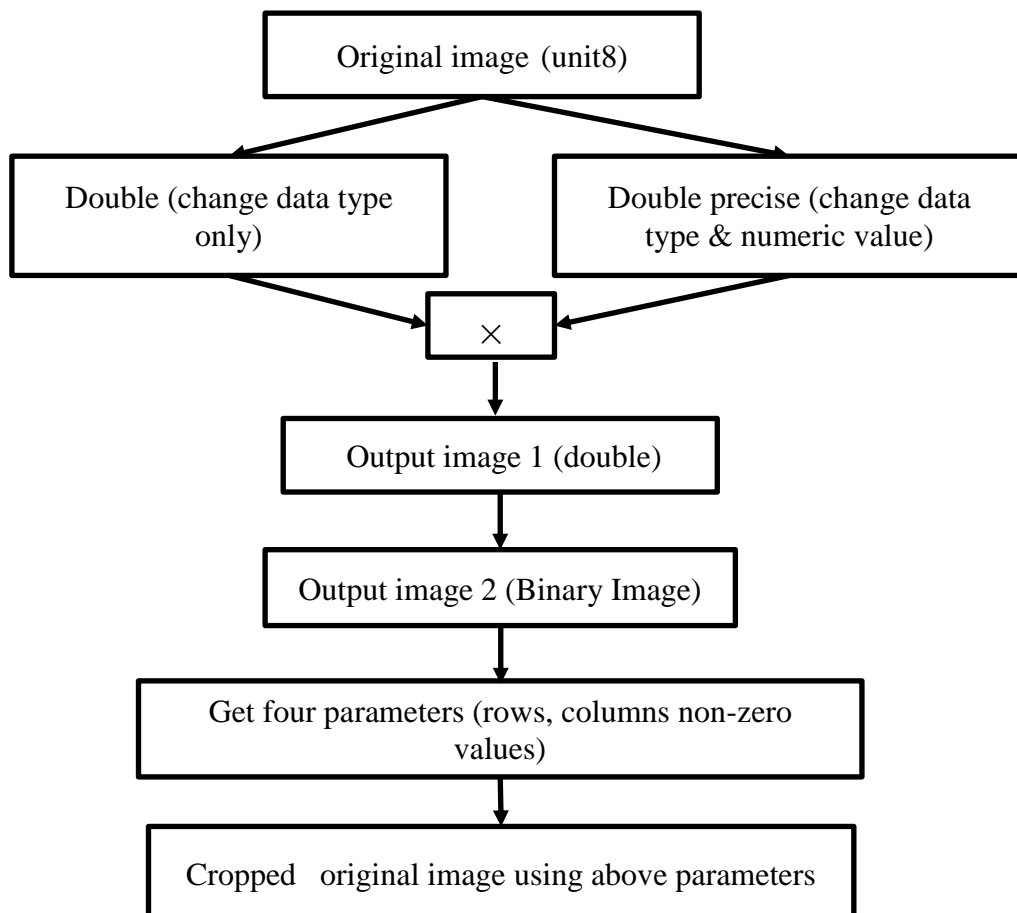 Original image (unit8)
Double (change data type
only)
Double precise (change data
type & numeric value)
×
Output image 1 (double)
Output image 2 (Binary Image)
Get four parameters (rows, columns non-zero
values)
Cropped original image using above parameters